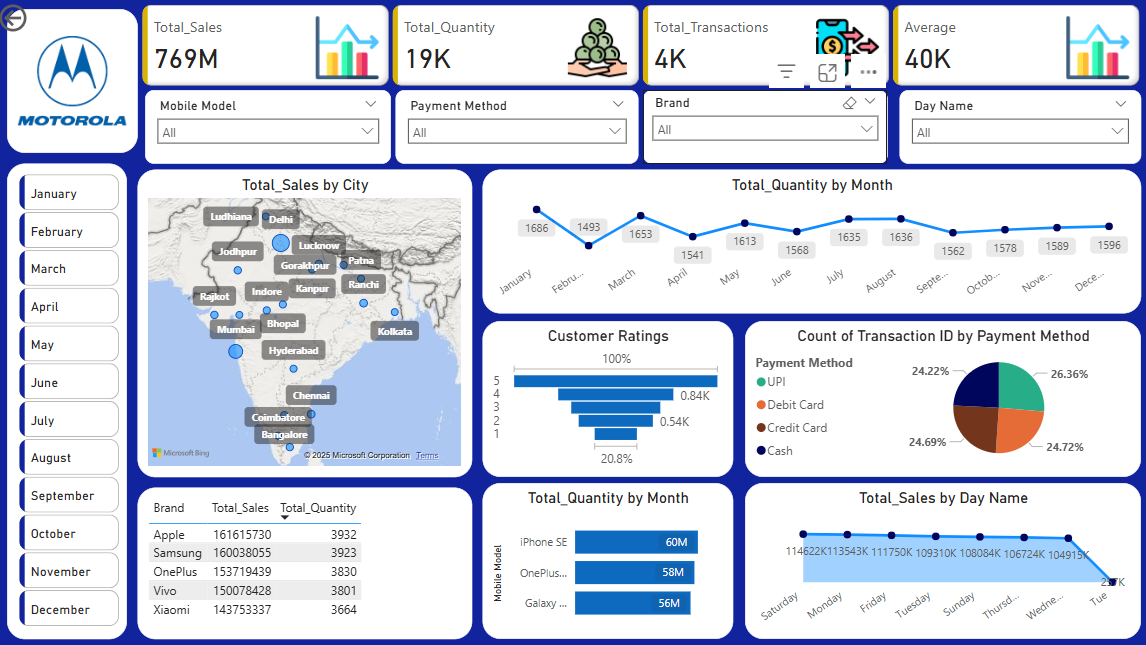 Total_Sales
769M
Total_Quantity
19K
Total_Transactions
4K
Average
40K
MOTOROLA
Mobile Model
All
Payment Method
All
Brand
All
Day Name
All
January
February
March
April
May
June
July
August
September
October
November
December
Total_Sales by City
Ludhiana
Delhi
Jodhpur
Lucknow
Gorakhpur
Patna
Rajkot
Indore
Kanpur
Ranchi
Mumbai
Bhopal
Kolkata
Hyderabad
Chennai
Coimbatore
Bangalore
Microsoft Bing
© 2025 Microsoft Corporation Terms
Total_Quantity by Month
1686
1493
1653
1541
1613
1568
1635
1636
1562
1578
1589
1596
January
Febru...
March
April
May
June
July
August
Septe...
Octob...
Nove...
Dece...
Customer Ratings
100%
5
4
0.84K
3
2
0.54K
1
20.8%
Count of Transaction ID by Payment Method
Payment Method
UPI
Debit Card
Credit Card
Cash
24.22%
26.36%
24.69%
24.72%
Brand Total_Sales Total_Quantity
Apple 161615730 3932
Samsung 160038055 3923
OnePlus 153719439 3830
Vivo 150078428 3801
Xiaomi 143753337 3664
Total_Quantity by Month
Mobile Model
iPhone SE 60M
OnePlus... 58M
Galaxy ... 56M
Total_Sales by Day Name
114622K
113543K
111750K
109310K
108084K
106724K
104915K
Saturday
Monday
Friday
Tuesday
Sunday
Thursd...
Wedne...
Tue